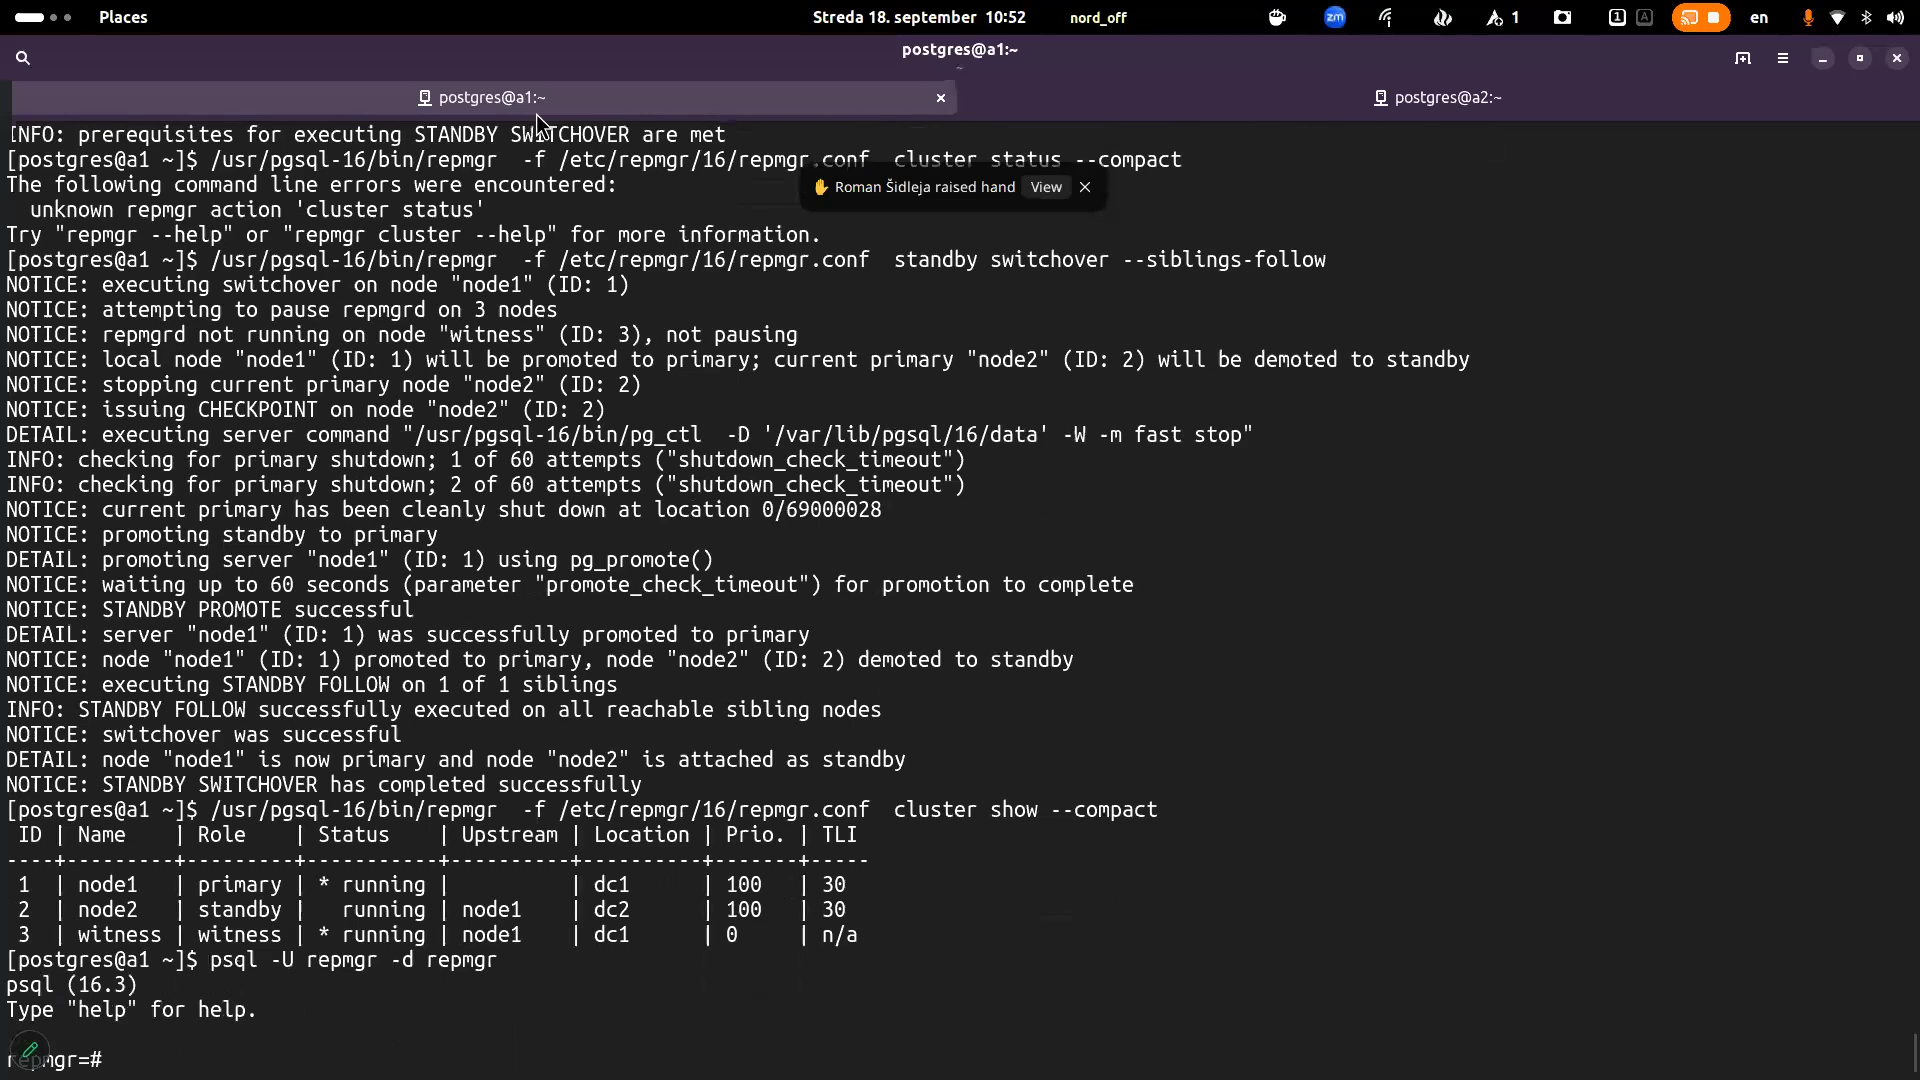 Places
Streda 18. september 10:52
nord_off
zm
1
1
A
en
postgres@a1:~
~
postgres@a1:~
postgres@a2:~
INFO: prerequisites for executing STANDBY SWITCHOVER are met
[postgres@a1 ~]$ /usr/pgsql-16/bin/repmgr  -f /etc/repmgr/16/repmgr.conf  cluster status --compact
The following command line errors were encountered:
✋ Roman Šidleja raised hand
View
  unknown repmgr action 'cluster status'
Try "repmgr --help" or "repmgr cluster --help" for more information.
[postgres@a1 ~]$ /usr/pgsql-16/bin/repmgr  -f /etc/repmgr/16/repmgr.conf  standby switchover --siblings-follow
NOTICE: executing switchover on node "node1" (ID: 1)
NOTICE: attempting to pause repmgrd on 3 nodes
NOTICE: repmgrd not running on node "witness" (ID: 3), not pausing
NOTICE: local node "node1" (ID: 1) will be promoted to primary; current primary "node2" (ID: 2) will be demoted to standby
NOTICE: stopping current primary node "node2" (ID: 2)
NOTICE: issuing CHECKPOINT on node "node2" (ID: 2)
DETAIL: executing server command "/usr/pgsql-16/bin/pg_ctl  -D '/var/lib/pgsql/16/data' -W -m fast stop"
INFO: checking for primary shutdown; 1 of 60 attempts ("shutdown_check_timeout")
INFO: checking for primary shutdown; 2 of 60 attempts ("shutdown_check_timeout")
NOTICE: current primary has been cleanly shut down at location 0/69000028
NOTICE: promoting standby to primary
DETAIL: promoting server "node1" (ID: 1) using pg_promote()
NOTICE: waiting up to 60 seconds (parameter "promote_check_timeout") for promotion to complete
NOTICE: STANDBY PROMOTE successful
DETAIL: server "node1" (ID: 1) was successfully promoted to primary
NOTICE: node "node1" (ID: 1) promoted to primary, node "node2" (ID: 2) demoted to standby
NOTICE: executing STANDBY FOLLOW on 1 of 1 siblings
INFO: STANDBY FOLLOW successfully executed on all reachable sibling nodes
NOTICE: switchover was successful
DETAIL: node "node1" is now primary and node "node2" is attached as standby
NOTICE: STANDBY SWITCHOVER has completed successfully
[postgres@a1 ~]$ /usr/pgsql-16/bin/repmgr  -f /etc/repmgr/16/repmgr.conf  cluster show --compact
 ID | Name    | Role    | Status    | Upstream | Location | Prio. | TLI
----+---------+---------+-----------+----------+----------+-------+-----
 1  | node1   | primary | * running |          | dc1      | 100   | 30
 2  | node2   | standby |   running | node1    | dc2      | 100   | 30
 3  | witness | witness | * running | node1    | dc1      | 0     | n/a
[postgres@a1 ~]$ psql -U repmgr -d repmgr
psql (16.3)
Type "help" for help.
repmgr=#